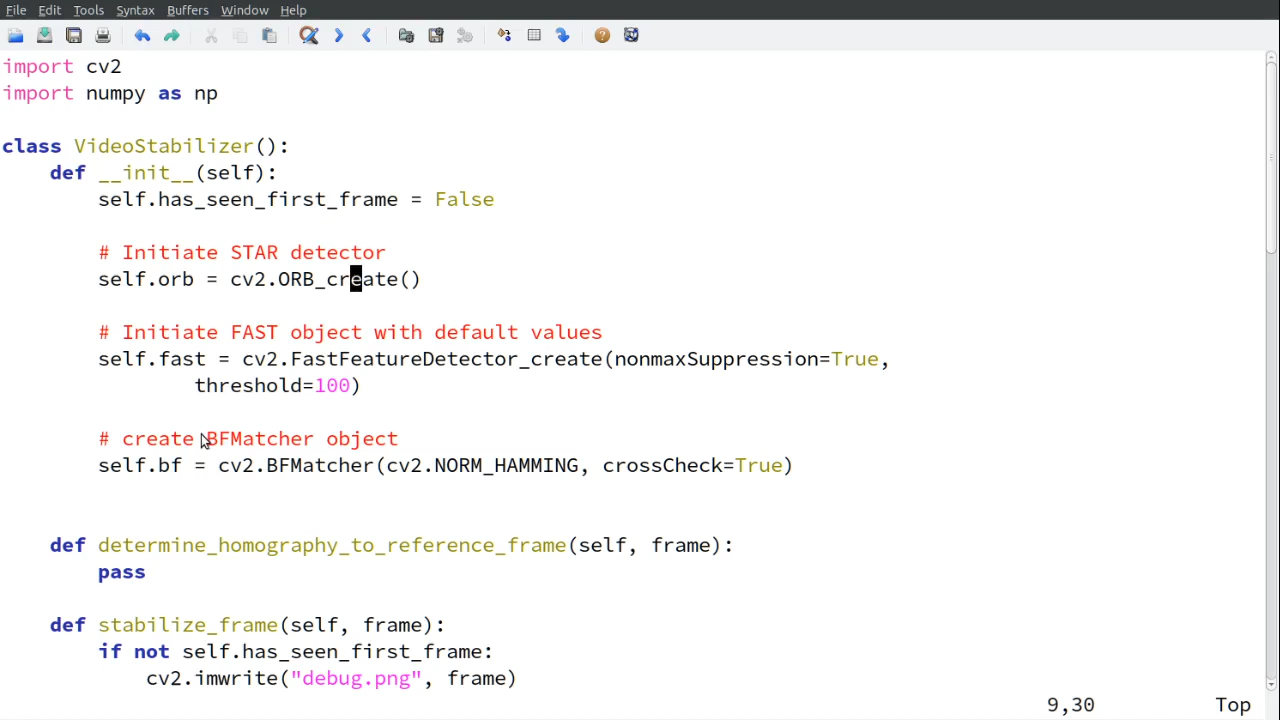 File Edit Tools Syntax Buffers Window Help
import cv2
import numpy as np
class VideoStabilizer():
    def __init__(self):
        self.has_seen_first_frame = False
        # Initiate STAR detector
        self.orb = cv2.ORB_create()
        # Initiate FAST object with default values
        self.fast = cv2.FastFeatureDetector_create(nonmaxSuppression=True,
                threshold=100)
        # create BFMatcher object
        self.bf = cv2.BFMatcher(cv2.NORM_HAMMING, crossCheck=True)
    def determine_homography_to_reference_frame(self, frame):
        pass
    def stabilize_frame(self, frame):
        if not self.has_seen_first_frame:
            cv2.imwrite("debug.png", frame)
9,30 Top